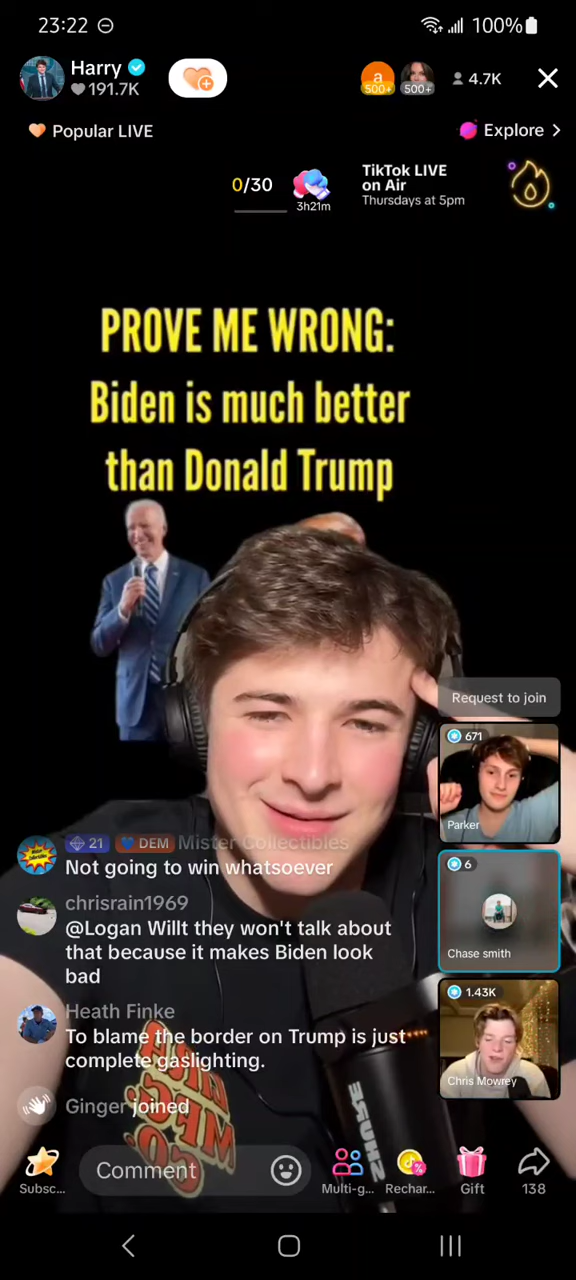 23:22
100%
Harry
191.7K
a
500+
500+
4.7K
Popular LIVE
Explore
0/30
3h21m
TikTok LIVE
on Air
Thursdays at 5pm
PROVE ME WRONG:
Biden is much better
than Donald Trump
Request to join
671
Parker
6
Chase smith
1.43K
Chris Mowrey
21
DEM
Mister Collectibles
Not going to win whatsoever
chrisrain1969
@Logan Willt they won't talk about
that because it makes Biden look
bad
Heath Finke
To blame the border on Trump is just
complete gaslighting.
Ginger joined
SHURE
Subsc...
Comment
Multi-g...
Rechar...
Gift
138